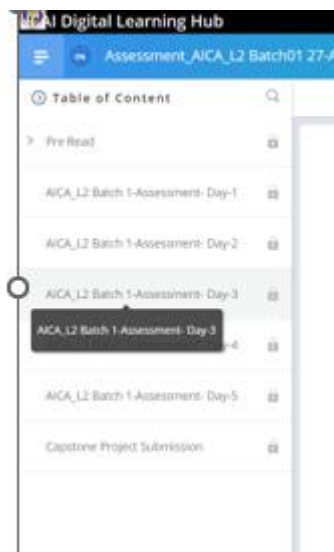 AI Digital Learning Hub
Assessment_AICA_L2 Batch01 27-A
Table of Content
Pre Read
AICA_L2 Batch 1-Assessment- Day-1
AICA_L2 Batch 1-Assessment- Day-2
AICA_L2 Batch 1-Assessment- Day-3
AICA_L2 Batch 1-Assessment- Day-3
-4
AICA_L2 Batch 1-Assessment- Day-5
Capstone Project Submission